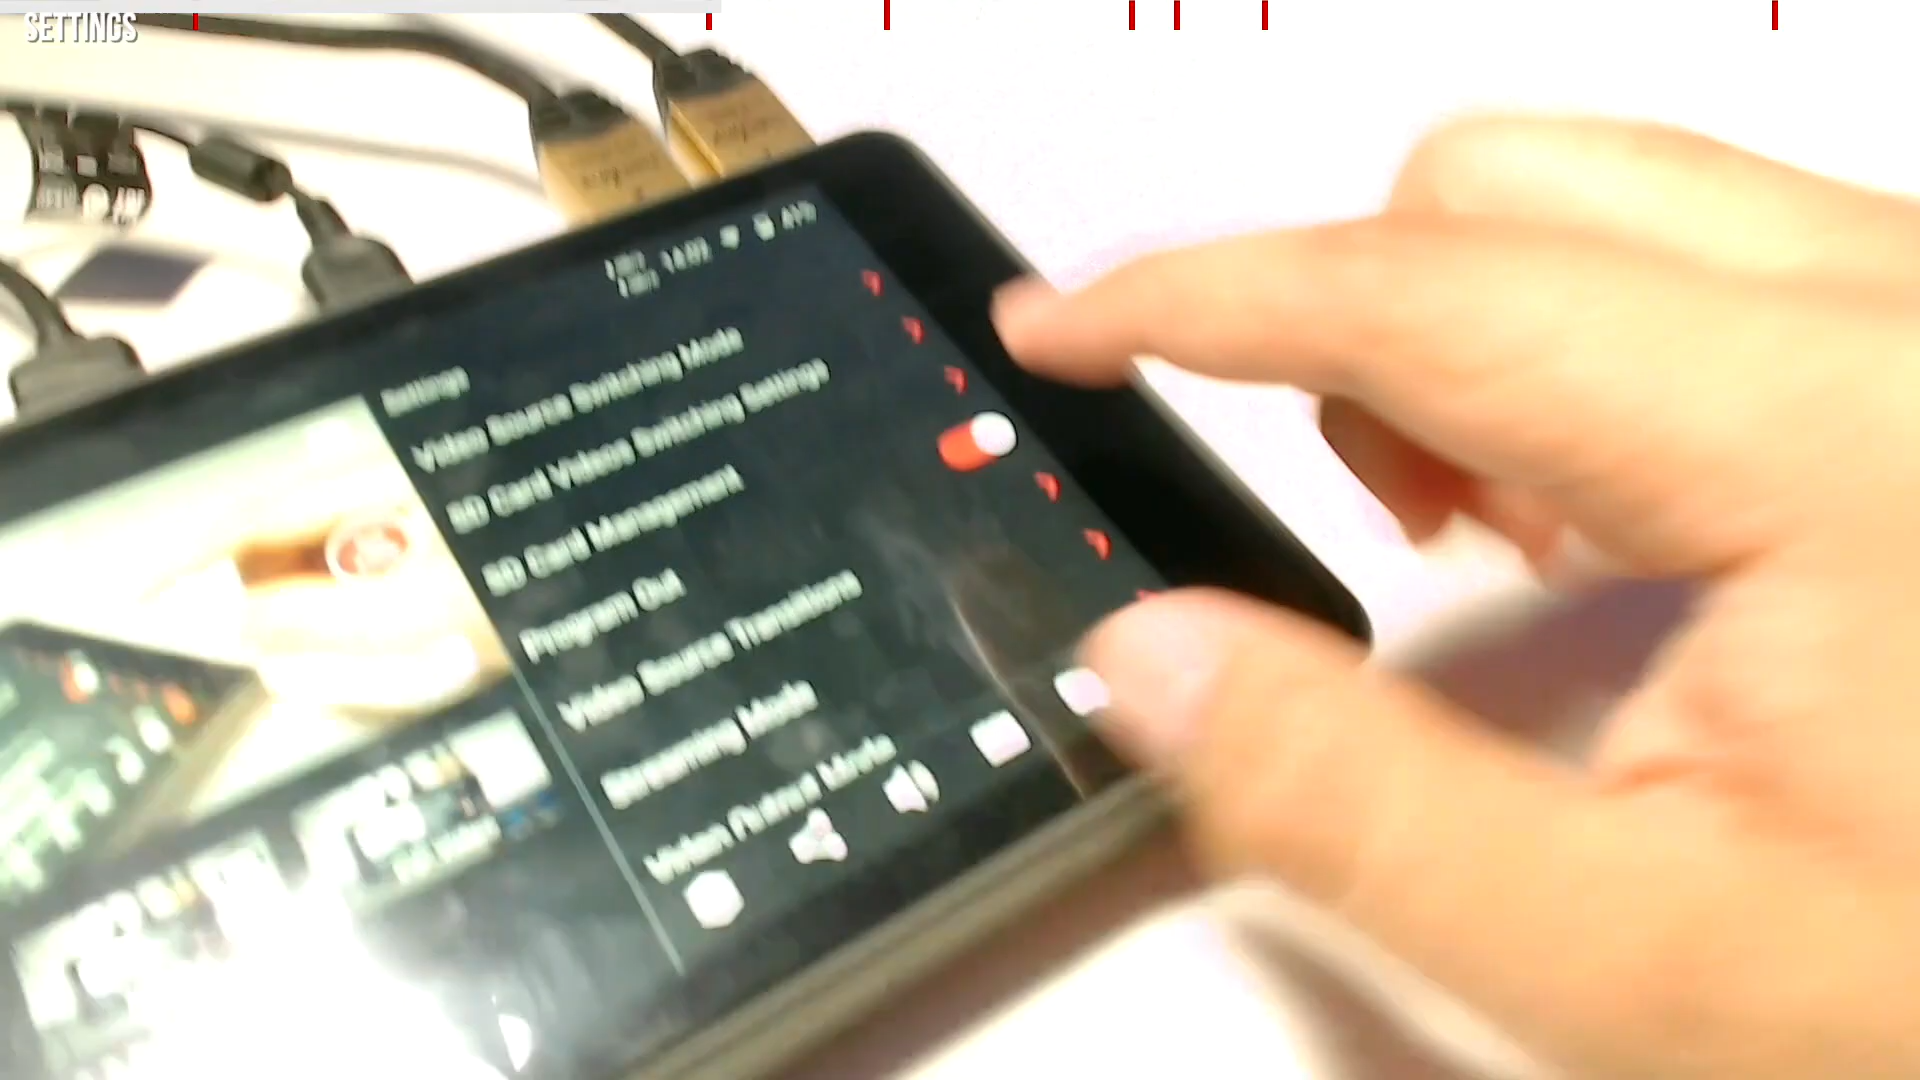 SETTINGS
Settings
Video Source Switching Mode
SD Card Videos Switching Settings
SD Card Management
Program Out
Video Source Transitions
Streaming Mode
Video Output Mode